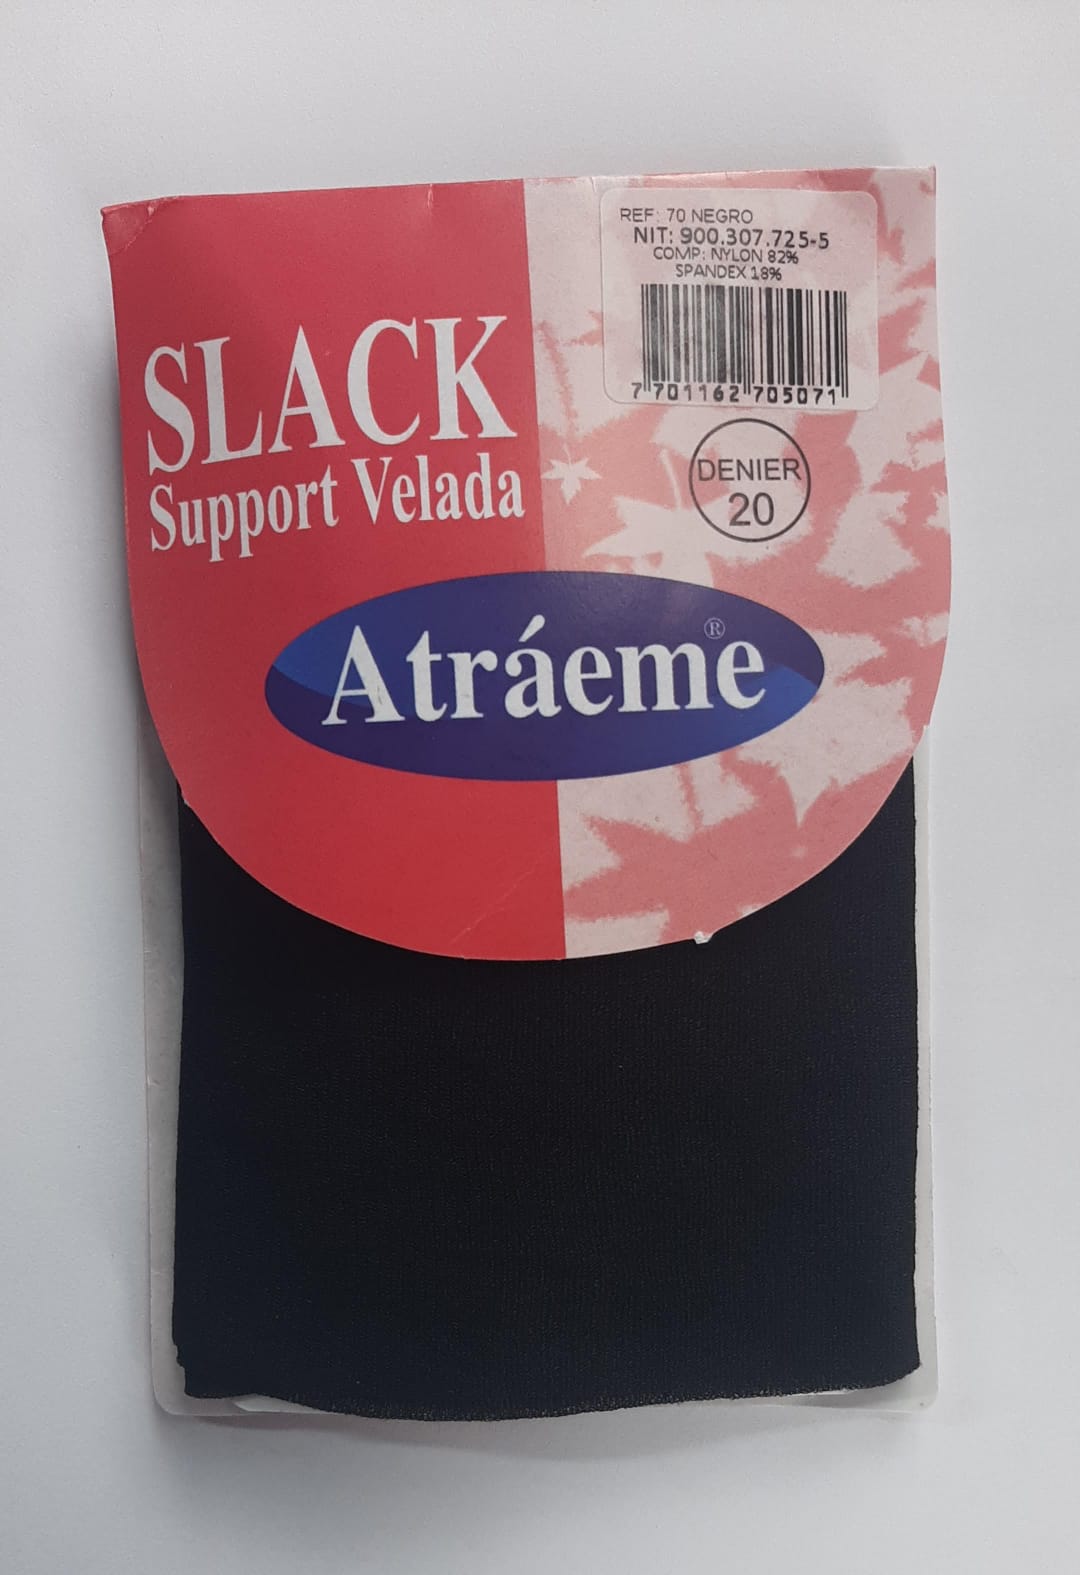 REF: 70 NEGRO
NIT: 900.307.725-5
COMP: NYLON 82%
SPANDEX 18%
7 701162 705071
SLACK
Support Velada
DENIER
20
Atráeme®